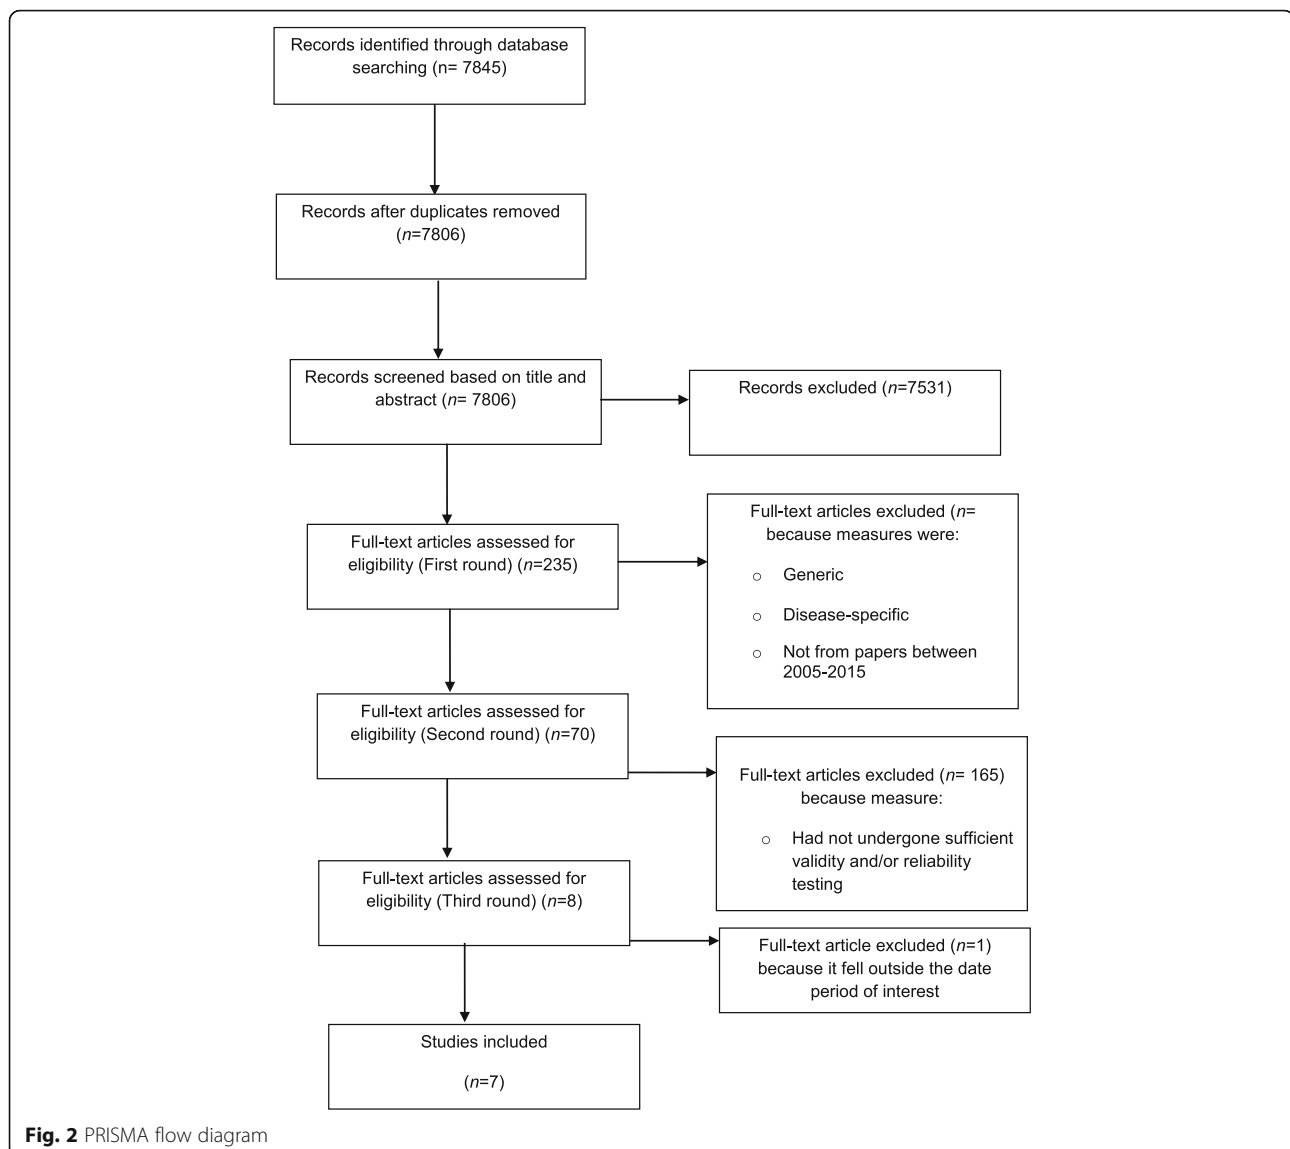 Records identified through database
searching (n= 7845)
Records after duplicates removed
(n=7806)
Records screened based on title and
abstract (n= 7806)
Records excluded (n=7531)
Full-text articles assessed for
eligibility (First round) (n=235)
Full-text articles excluded (n=
because measures were:
o Generic
o Disease-specific
o Not from papers between
2005-2015
Full-text articles assessed for
eligibility (Second round) (n=70)
Full-text articles excluded (n= 165)
because measure:
o Had not undergone sufficient
validity and/or reliability
testing
Full-text articles assessed for
eligibility (Third round) (n=8)
Full-text article excluded (n=1)
because it fell outside the date
period of interest
Studies included
(n=7)
Fig. 2 PRISMA flow diagram